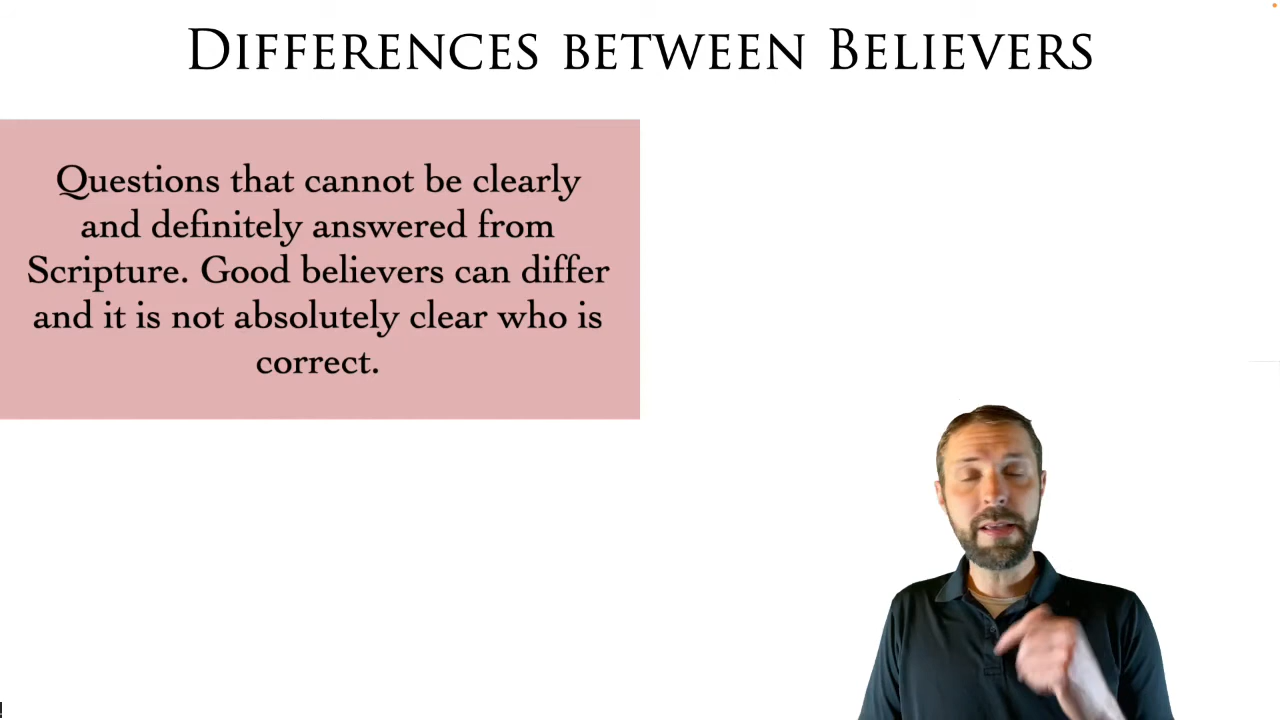 Differences between Believers
Questions that cannot be clearly
and definitely answered from
Scripture. Good believers can differ
and it is not absolutely clear who is
correct.